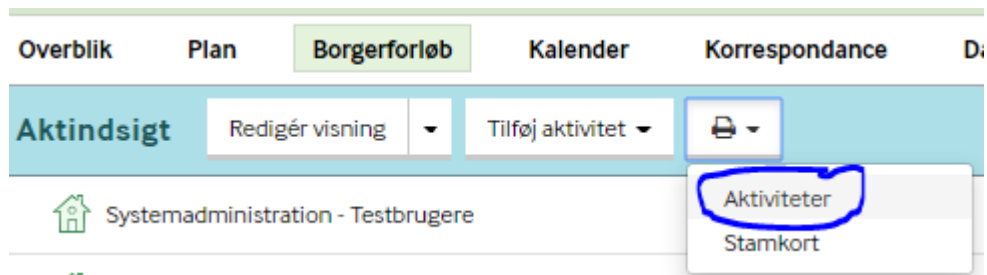 Overblik Plan Borgerforløb Kalender Korrespondance
Aktindsigt Redigér visning Tilføj aktivitet
Aktiviteter
Systemadministration - Testbrugere
Stamkort